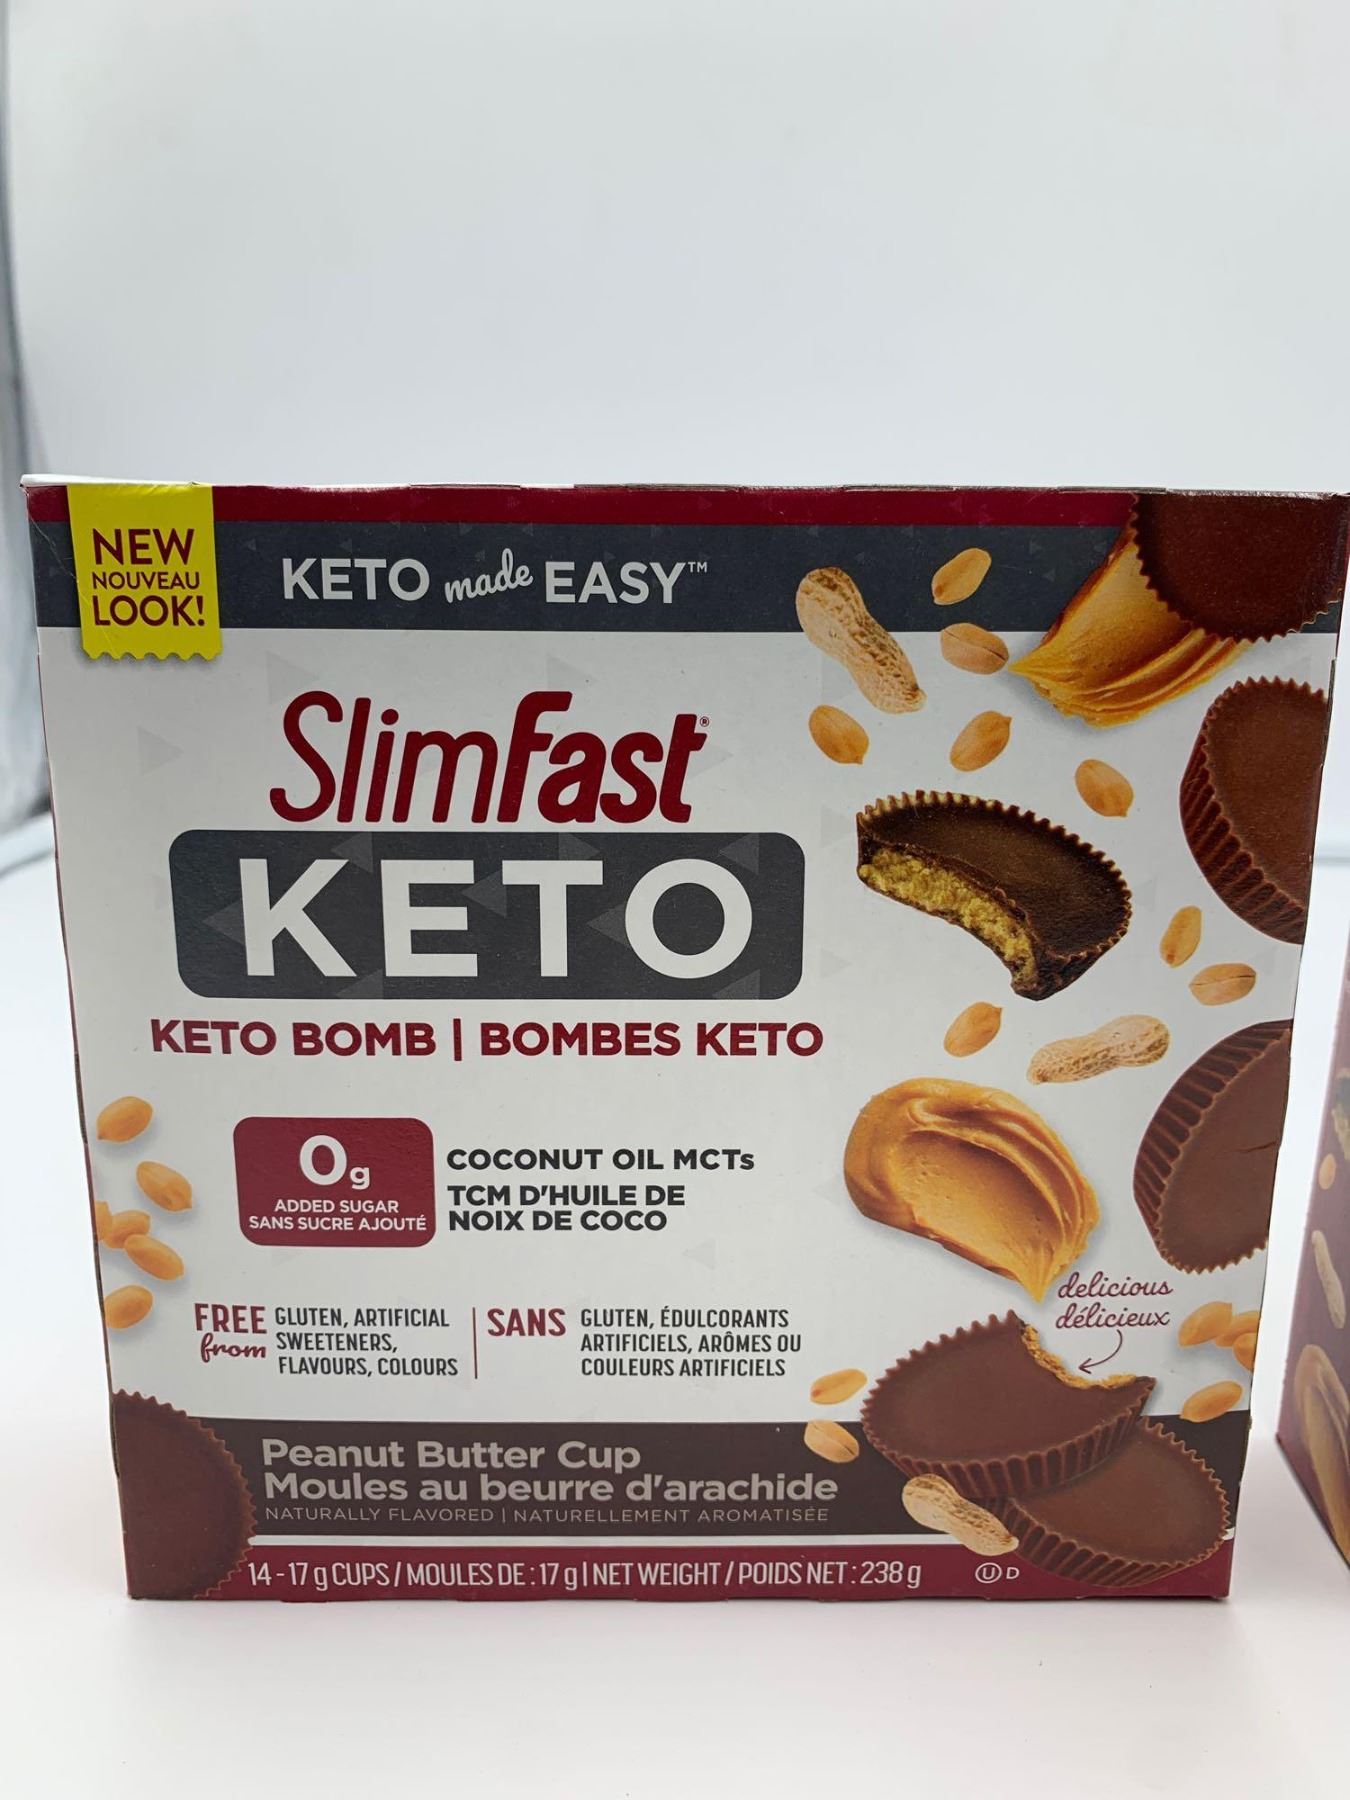 NEW
NOUVEAU
LOOK!
KETO made EASY™
SlimFast®
KETO
KETO BOMB | BOMBES KETO
0g
ADDED SUGAR
SANS SUCRE AJOUTÉ
COCONUT OIL MCTs
TCM D'HUILE DE
NOIX DE COCO
FREE from
GLUTEN, ARTIFICIAL
SWEETENERS,
FLAVOURS, COLOURS
SANS
GLUTEN, ÉDULCORANTS
ARTIFICIELS, ARÔMES OU
COULEURS ARTIFICIELS
delicious
délicieux
Peanut Butter Cup
Moules au beurre d'arachide
NATURALLY FLAVORED | NATURELLEMENT AROMATISÉE
14 - 17 g CUPS / MOULES DE : 17 g | NET WEIGHT / POIDS NET : 238 g
U D